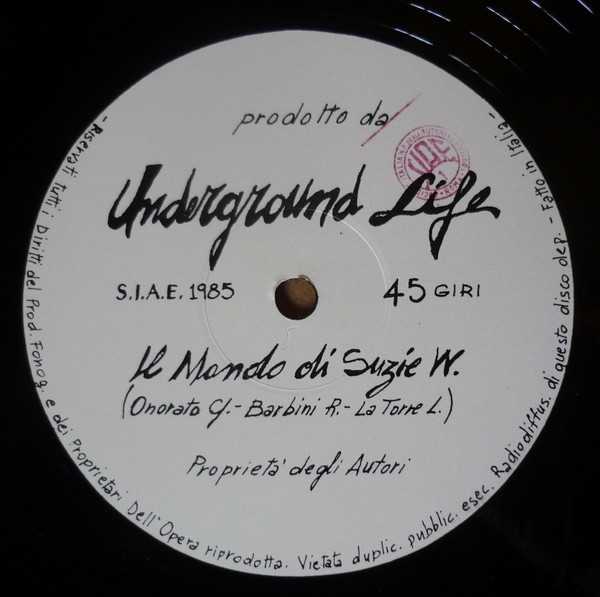 prodotto da
Underground Life
S.I.A.E. 1985
45 GIRI
Il Mondo di Suzie W.
(Onorato G.- Barbini R.- La Torre L.)
Proprietà degli Autori
- Riservati tutti i Diritti del Prod. Fonog. e dei Proprietari Dell'Opera riprodotta. Vietata duplic. pubblic. esec. Radiodiffus. di questo disco dep. - Fatto in Italia -